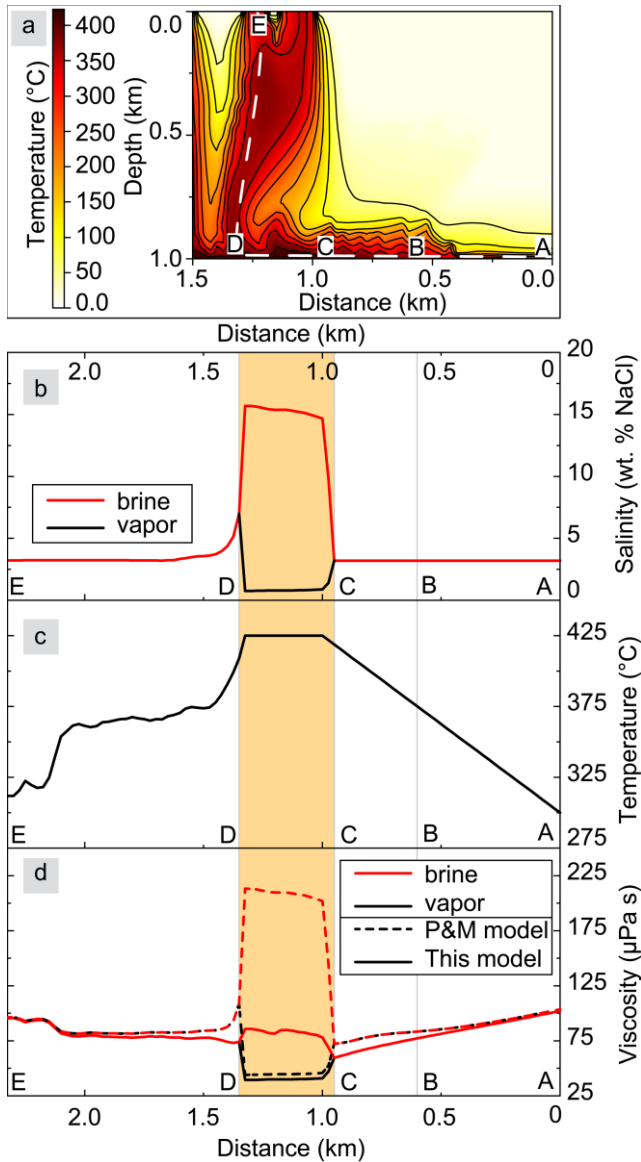 a
Temperature (°C)
400
350
300
250
200
150
100
50
0.0
Depth (km)
0.0
0.5
1.0
E
D
C
B
A
1.5
1.0
0.5
0.0
Distance (km)
Distance (km)
2.0 1.5 1.0 0.5 0
b
brine
vapor
20
15
10
5
0
Salinity (wt. % NaCl)
E D C B A
c
425
375
325
275
Temperature (°C)
E D C B A
d
brine
vapor
P&M model
This model
225
175
125
75
25
Viscosity (μPa s)
E D C B A
2.0 1.5 1.0 0.5 0
Distance (km)